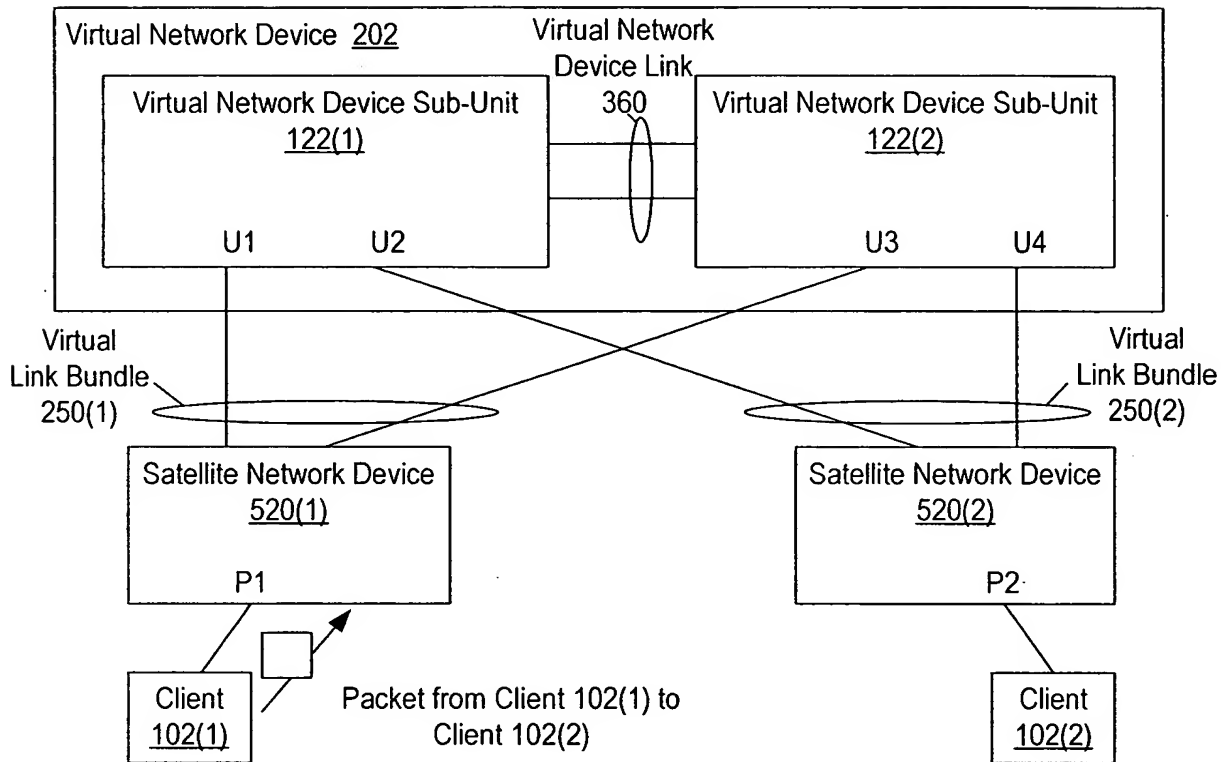 Virtual Network Device 202
Virtual Network
Device Link
360
Virtual Network Device Sub-Unit
122(1)
Virtual Network Device Sub-Unit
122(2)
U1
U2
U3
U4
Virtual
Link Bundle
250(1)
Virtual
Link Bundle
250(2)
Satellite Network Device
520(1)
Satellite Network Device
520(2)
P1
P2
Client
102(1)
Packet from Client 102(1) to
Client 102(2)
Client
102(2)